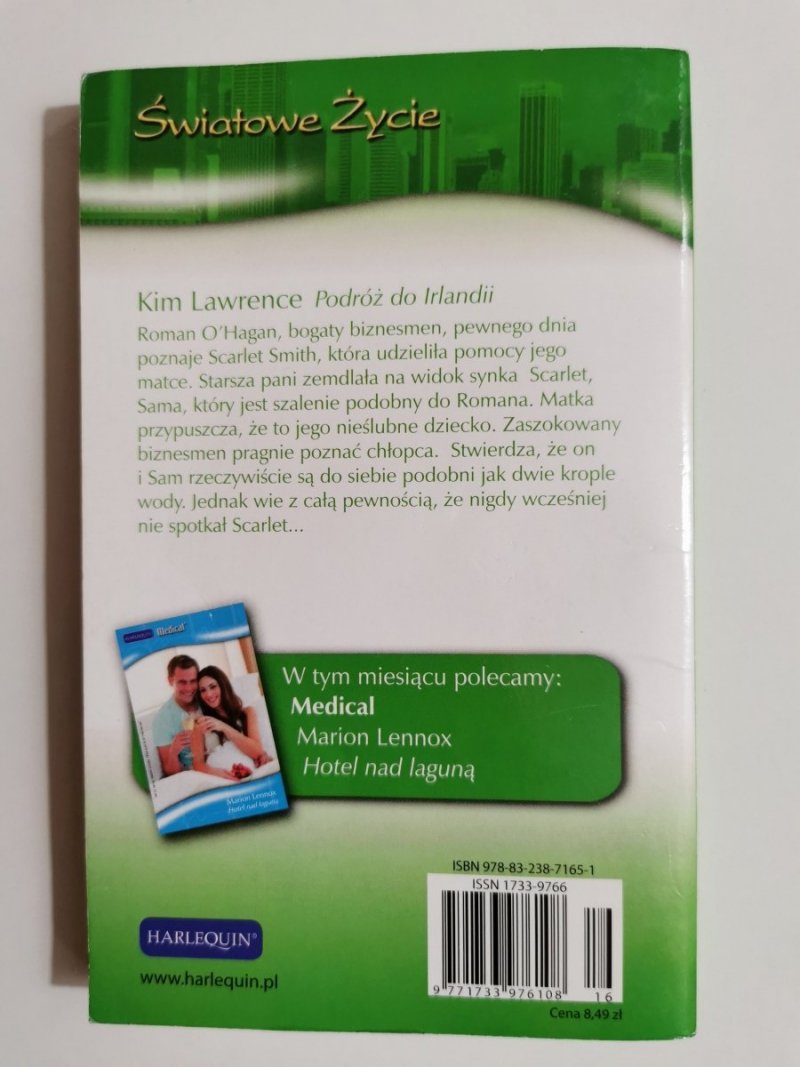 Światowe Życie
Kim Lawrence Podróż do Irlandii
Roman O'Hagan, bogaty biznesmen, pewnego dnia
poznaje Scarlet Smith, która udzieliła pomocy jego
matce. Starsza pani zemdlała na widok synka Scarlet,
Sama, który jest szalenie podobny do Romana. Matka
przypuszcza, że to jego nieślubne dziecko. Zaszokowany
biznesmen pragnie poznać chłopca. Stwierdza, że on
i Sam rzeczywiście są do siebie podobni jak dwie krople
wody. Jednak wie z całą pewnością, że nigdy wcześniej
nie spotkał Scarlet...
HARLEQUIN Medical
Marion Lennox
Hotel nad laguną
W tym miesiącu polecamy:
Medical
Marion Lennox
Hotel nad laguną
ISBN 978-83-238-7165-1
ISSN 1733-9766
9 771733 976108
16
Cena 8,49 zł
HARLEQUIN®
www.harlequin.pl